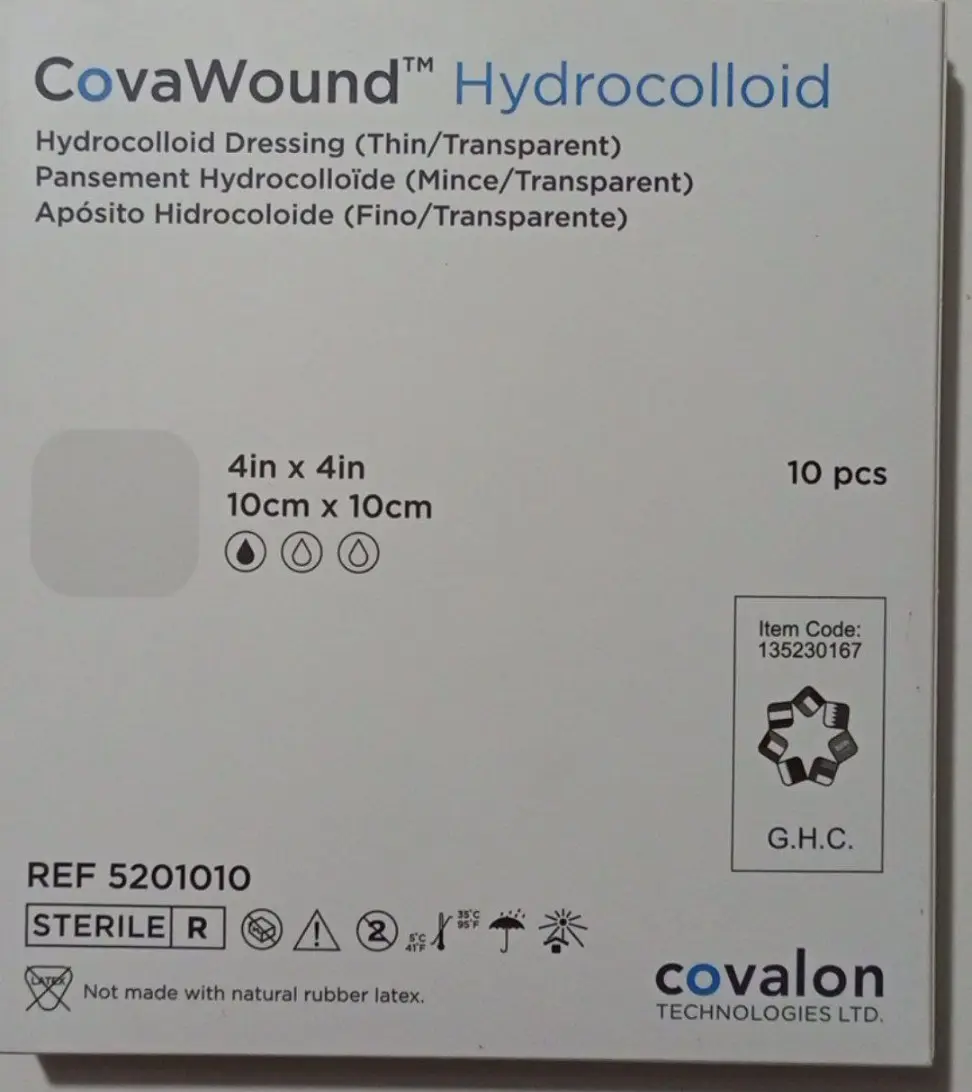 CovaWound™ Hydrocolloid
Hydrocolloid Dressing (Thin/Transparent)
Pansement Hydrocolloïde (Mince/Transparent)
Apósito Hidrocoloide (Fino/Transparente)
4in x 4in
10cm x 10cm
10 pcs
Item Code:
135230167
G.H.C.
REF 5201010
STERILE R
2
5°C
41°F
35°C
95°F
LATEX
Not made with natural rubber latex.
covalon
TECHNOLOGIES LTD.